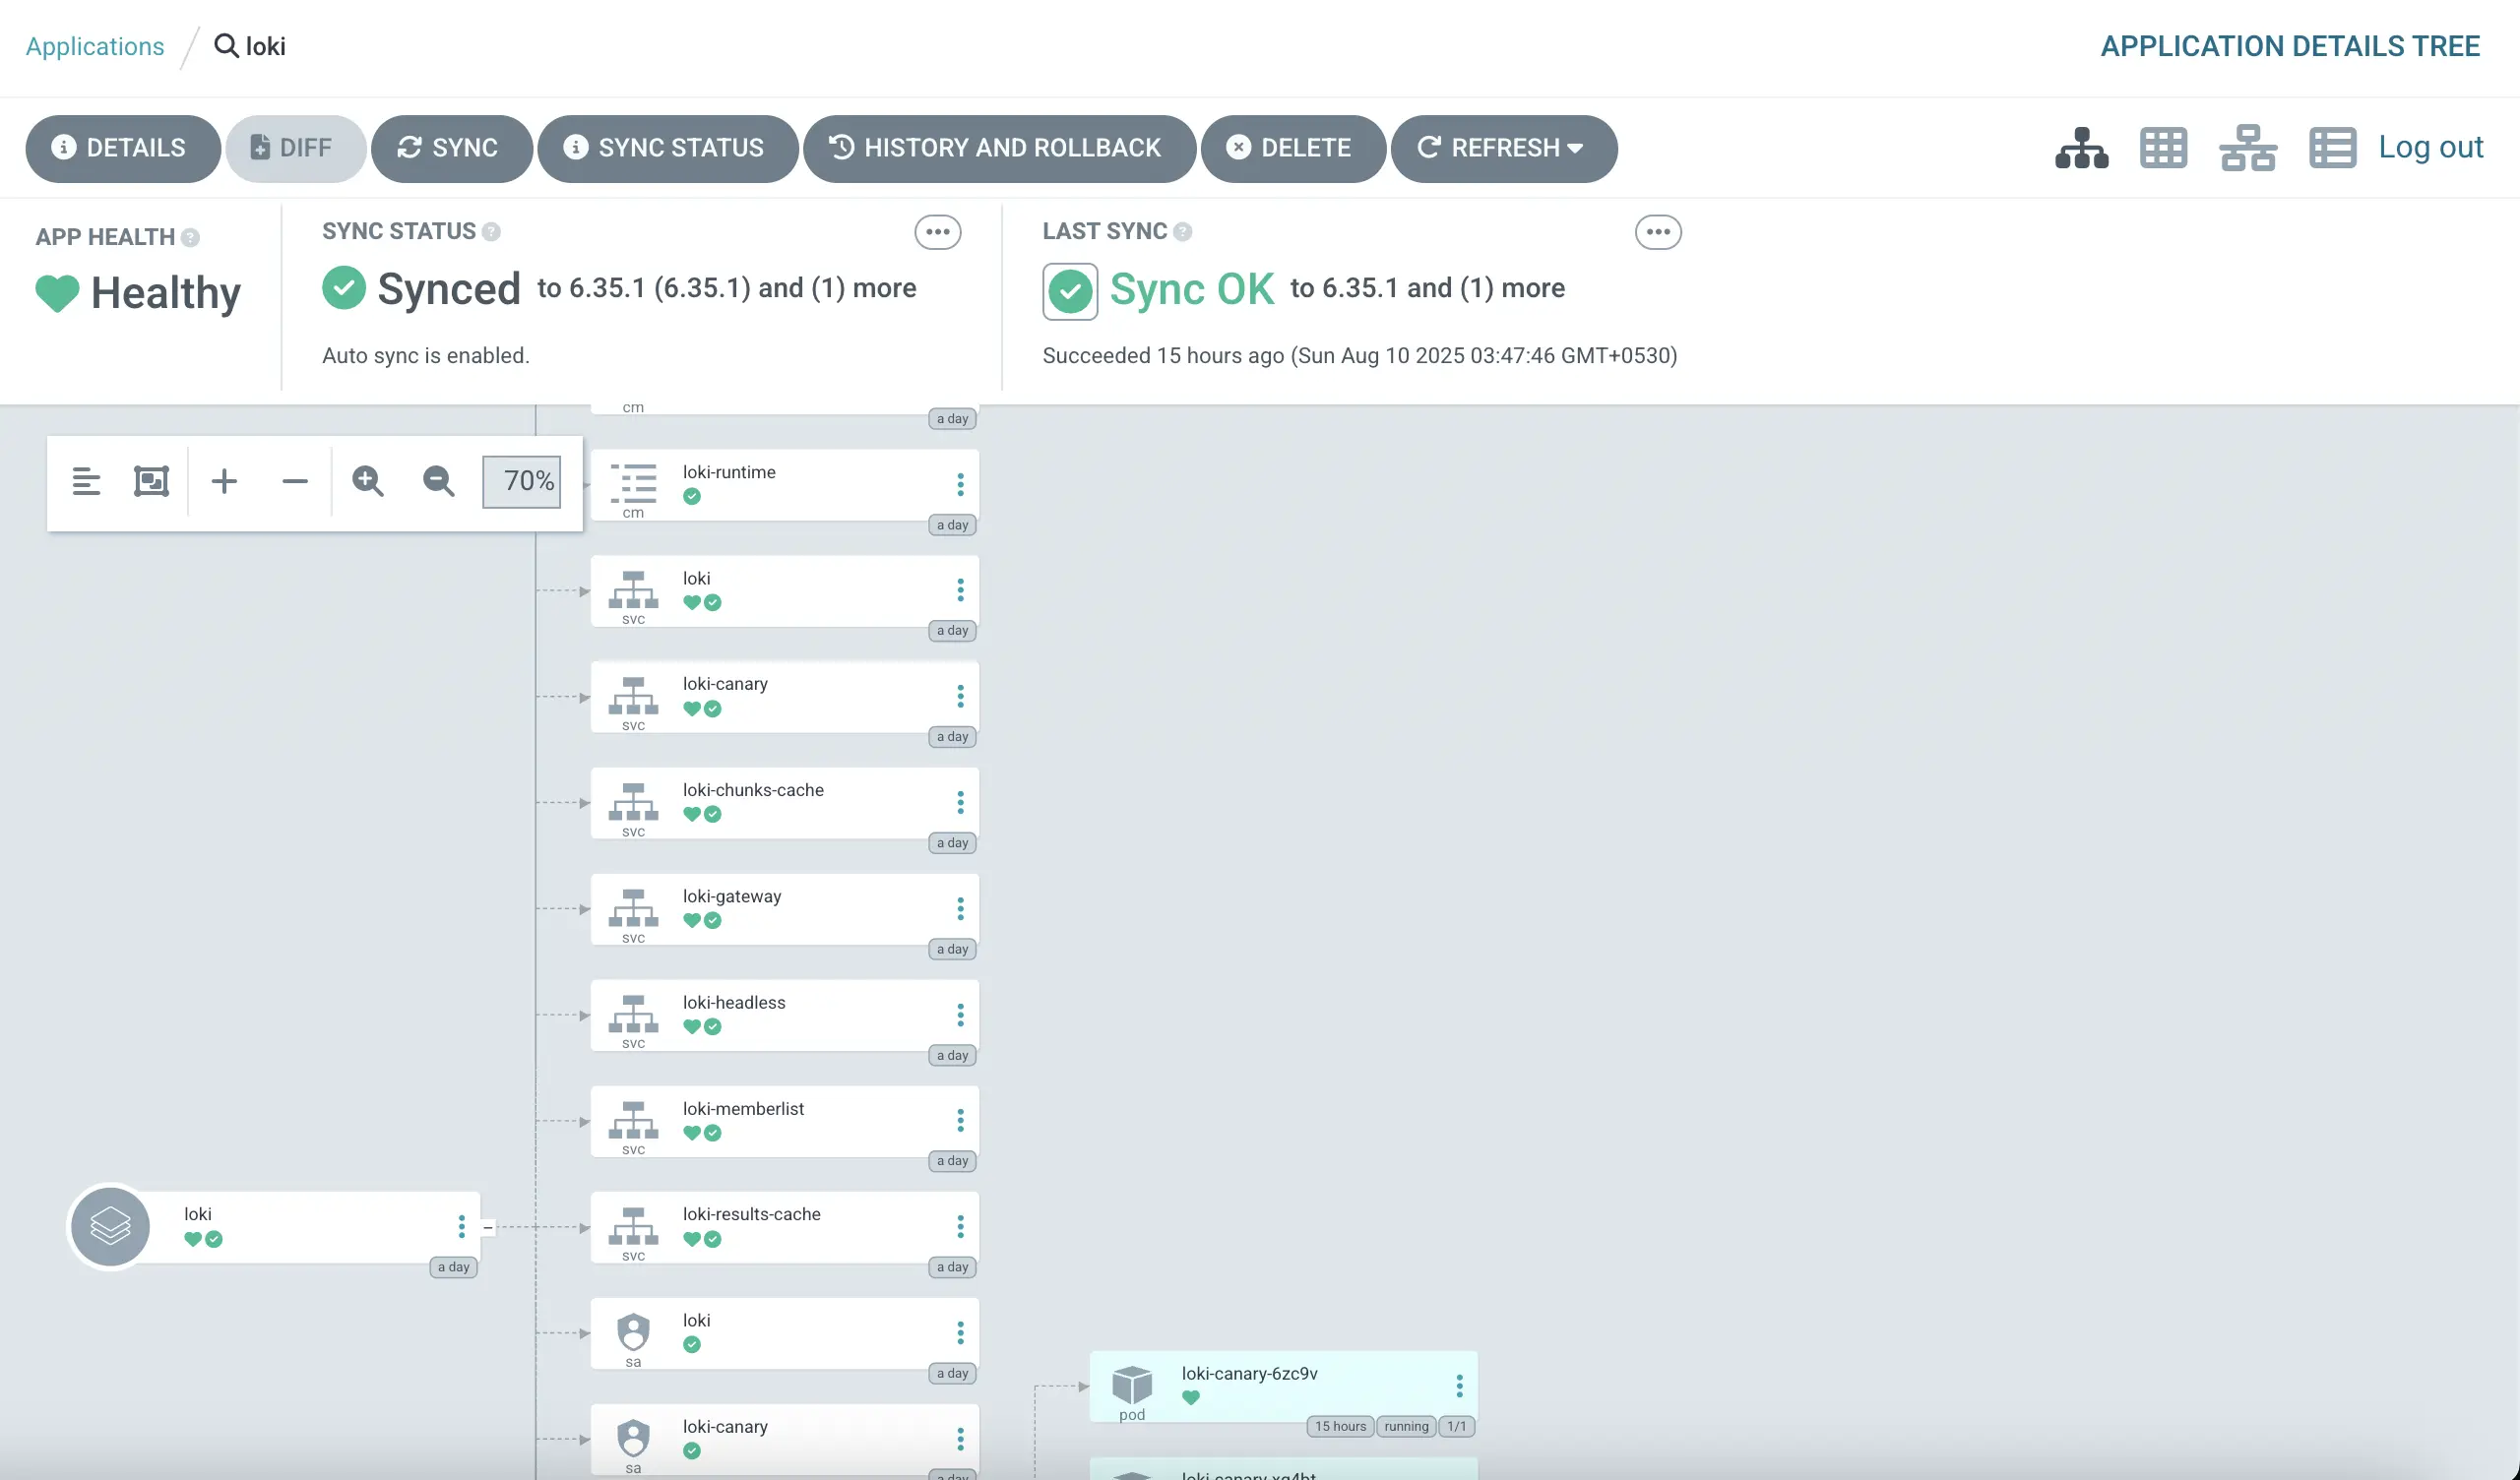 Applications / loki
APPLICATION DETAILS TREE
DETAILS
DIFF
SYNC
SYNC STATUS
HISTORY AND ROLLBACK
DELETE
REFRESH
Log out
APP HEALTH
Healthy
SYNC STATUS
Synced to 6.35.1 (6.35.1) and (1) more
Auto sync is enabled.
LAST SYNC
Sync OK to 6.35.1 and (1) more
Succeeded 15 hours ago (Sun Aug 10 2025 03:47:46 GMT+0530)
70%
cm
a day
loki-runtime
cm
a day
loki
svc
a day
loki-canary
svc
a day
loki-chunks-cache
svc
a day
loki-gateway
svc
a day
loki-headless
svc
a day
loki-memberlist
svc
a day
loki
a day
loki-results-cache
svc
a day
loki
sa
a day
loki-canary-6zc9v
pod
15 hours running 1/1
loki-canary
sa
a day